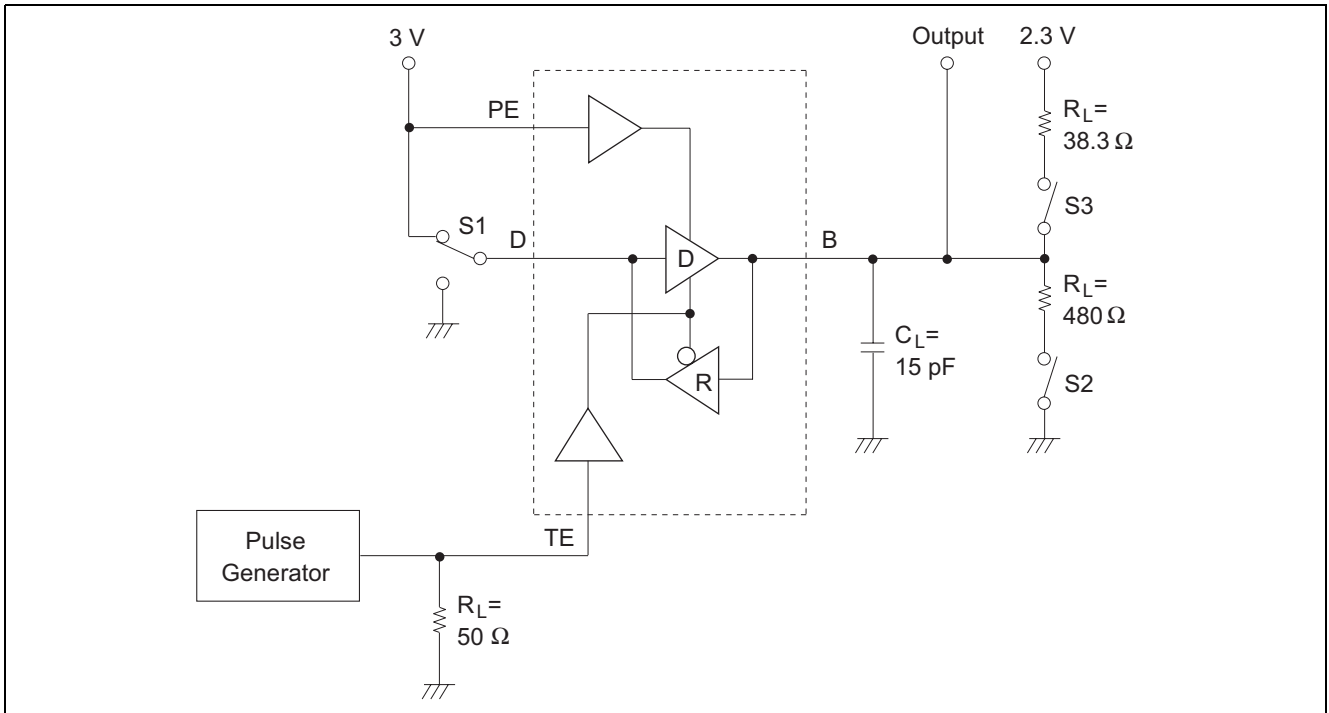 3 V
Output
2.3 V
PE
R_L=
38.3 Ω
S1
S3
D
D
B
R_L=
480 Ω
C_L=
15 pF
R
S2
TE
Pulse
Generator
R_L=
50 Ω